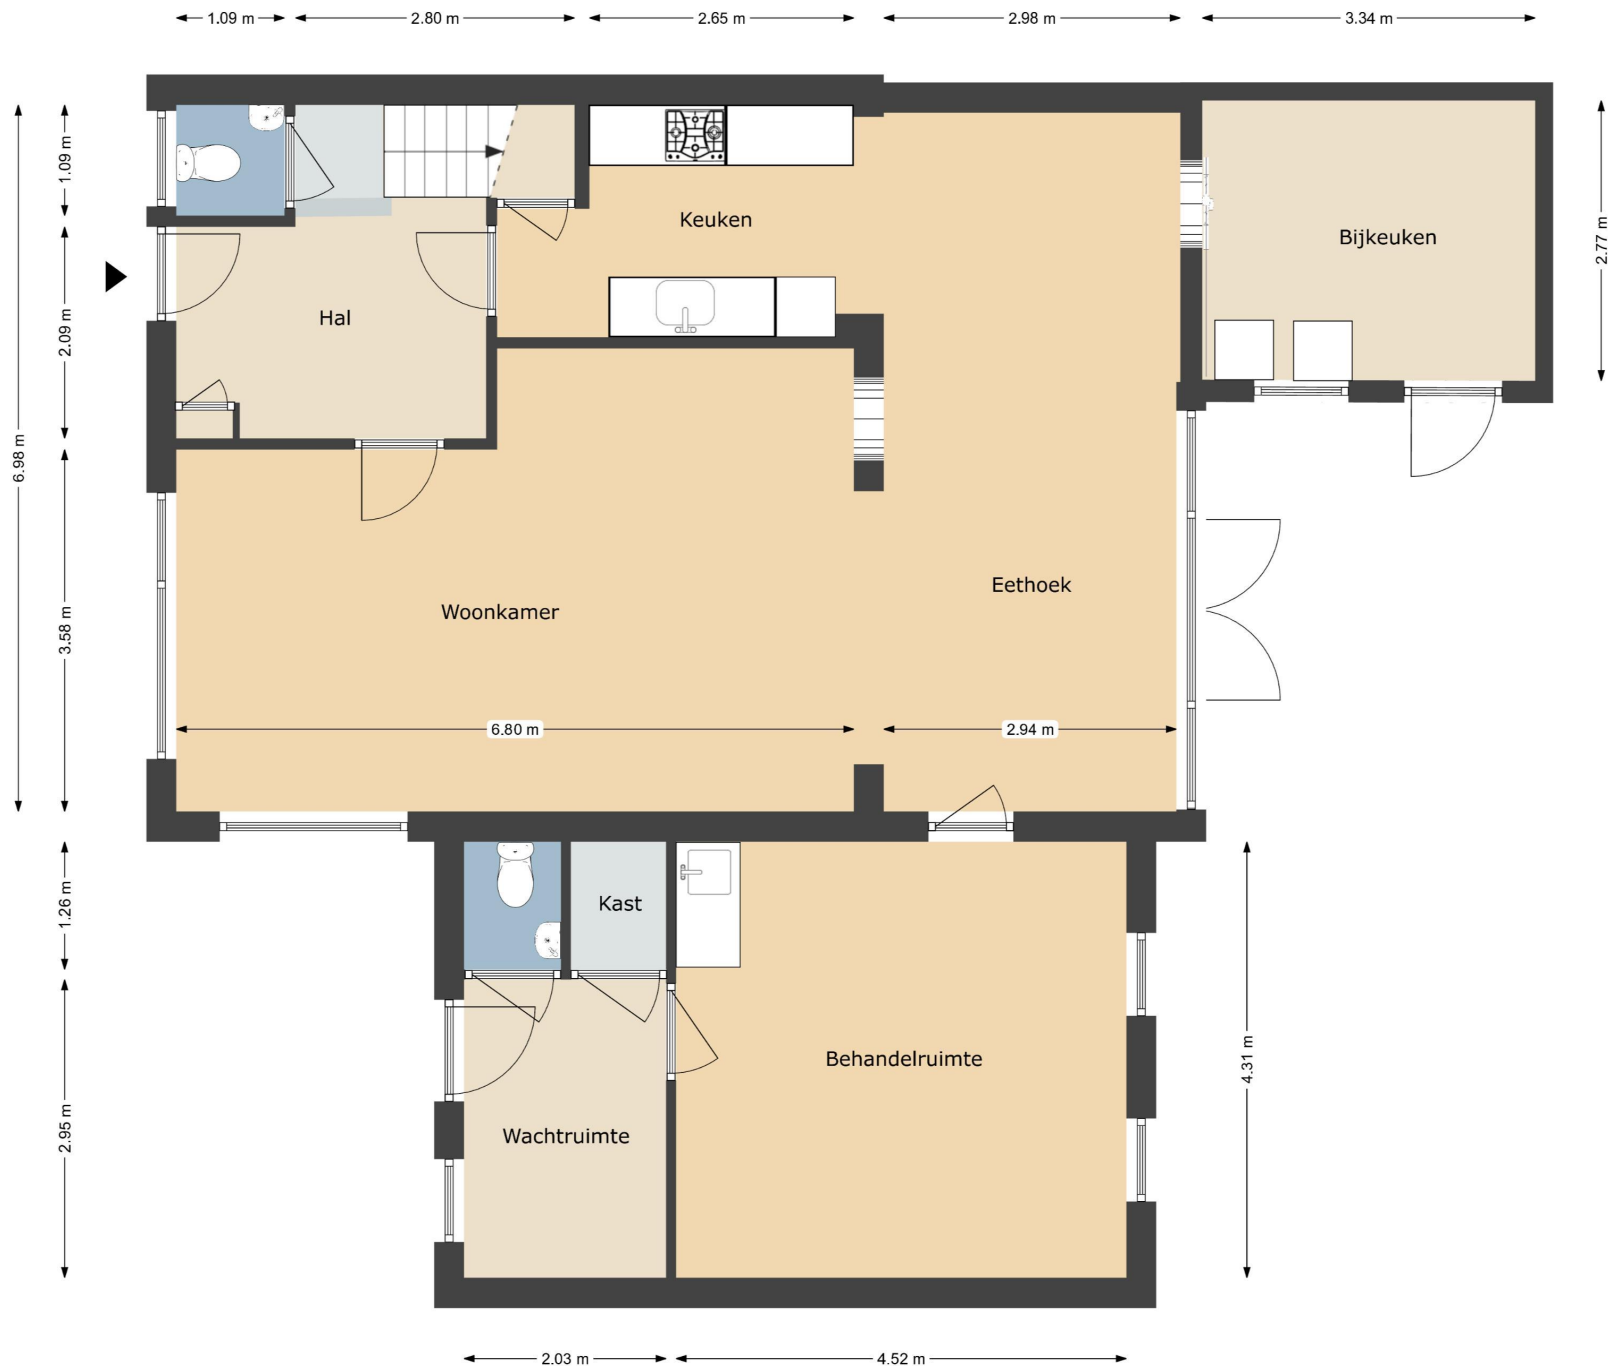 1.09 m
2.80 m
2.65 m
2.98 m
3.34 m
1.09 m
2.09 m
6.98 m
3.58 m
1.26 m
2.95 m
2.77 m
4.31 m
Keuken
Bijkeuken
Hal
Eethoek
Woonkamer
6.80 m
2.94 m
Kast
Behandelruimte
Wachtruimte
2.03 m
4.52 m